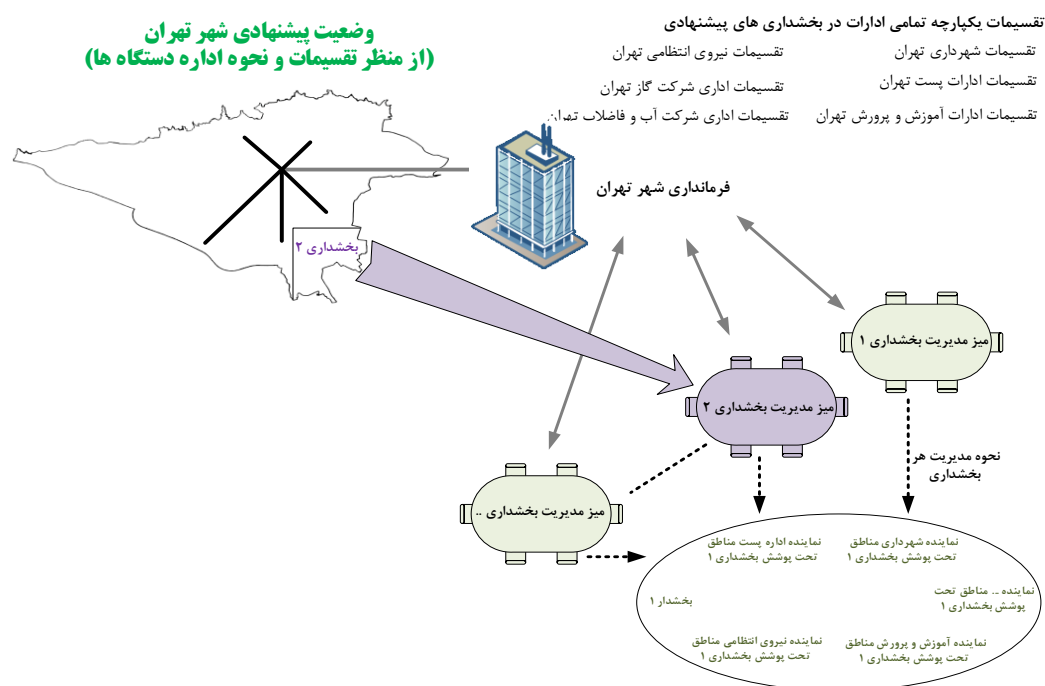 تقسیمات یکپارچه تمامی ادارات در بخشداری های پیشنهادی
تقسیمات شهرداری تهران
تقسیمات نیروی انتظامی تهران
تقسیمات ادارات پست تهران
تقسیمات اداری شرکت گاز تهران
تقسیمات ادارات آموزش و پرورش تهران
تقسیمات اداری شرکت آب و فاضلاب تهران
وضعیت پیشنهادی شهر تهران
(از منظر تقسیمات و نحوه اداره دستگاه ها)
فرمانداری شهر تهران
بخشداری ۲
میز مدیریت بخشداری ۱
میز مدیریت بخشداری ۲
میز مدیریت بخشداری ..
نحوه مدیریت هر
بخشداری
نماینده شهرداری مناطق
تحت پوشش بخشداری ۱
نماینده اداره پست مناطق
تحت پوشش بخشداری ۱
نماینده .. مناطق تحت
پوشش بخشداری ۱
بخشدار ۱
نماینده آموزش و پرورش مناطق
تحت پوشش بخشداری ۱
نماینده نیروی انتظامی مناطق
تحت پوشش بخشداری ۱